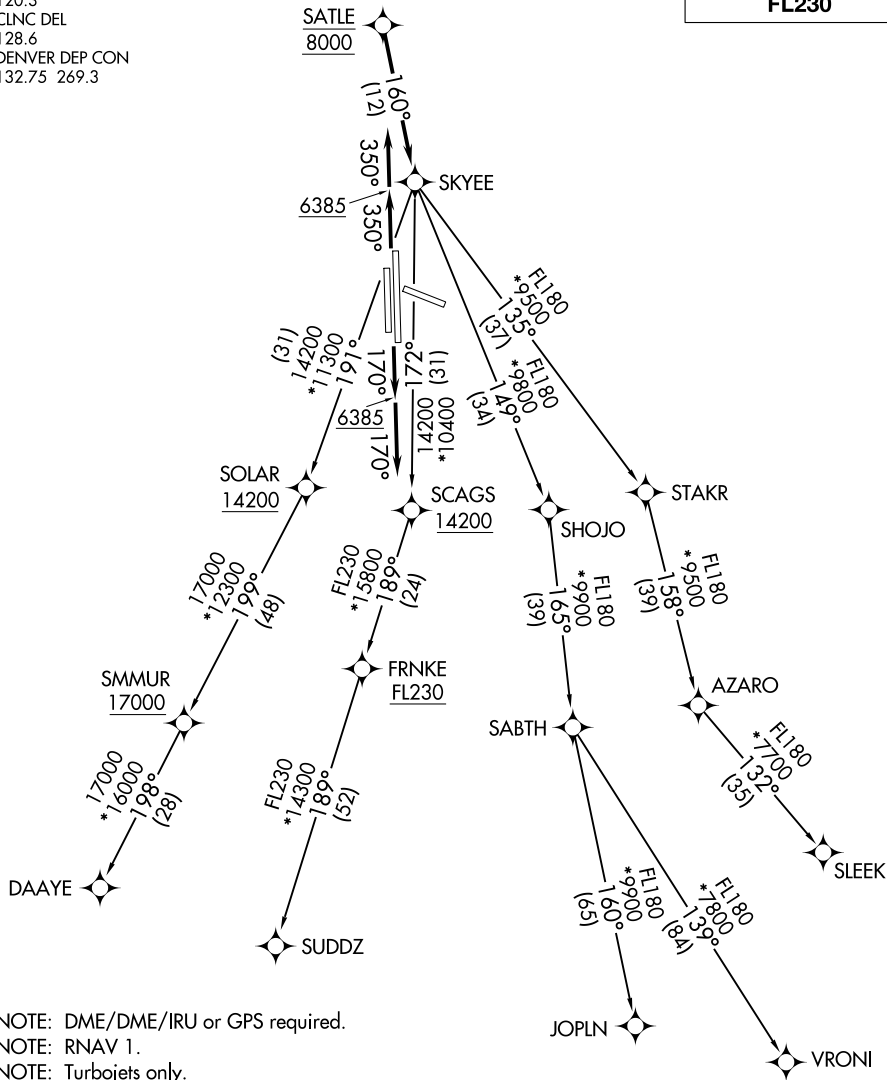 120.3
CLNC DEL
128.6
DENVER DEP CON
132.75 269.3
FL230
SATLE
8000
160°
(12)
SKYEE
350°
6385
350°
FL180
*9500
135°
(37)
FL180
*9800
149°
(34)
(31)
14200
*11300
191°
170°
172°
(31)
14200
*10400
6385
170°
SOLAR
14200
SCAGS
14200
SHOJO
STAKR
17000
*12300
199°
(48)
FL230
*15800
189°
(24)
FL180
*9900
165°
(39)
FL180
*9500
158°
(39)
SMMUR
17000
FRNKE
FL230
SABTH
AZARO
17000
*16000
198°
(28)
FL230
*14300
189°
(52)
FL180
*7700
132°
(35)
DAAYE
SLEEK
FL180
*9900
160°
(65)
FL180
*7800
139°
(84)
SUDDZ
JOPLN
VRONI
NOTE: DME/DME/IRU or GPS required.
NOTE: RNAV 1.
NOTE: Turbojets only.